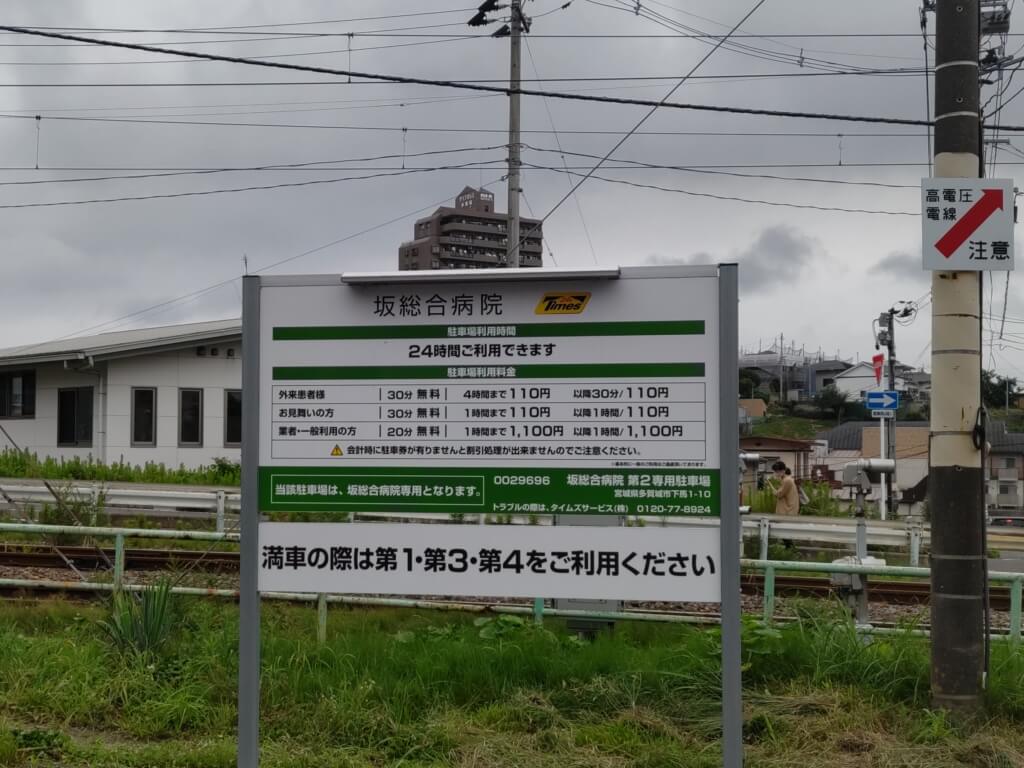 坂総合病院 Times
駐車場利用時間
24時間ご利用できます
駐車場利用料金
外来患者様 30分 無料 4時間まで110円 以降30分/110円
お見舞いの方 30分 無料 1時間まで110円 以降1時間/110円
業者・一般利用の方 20分 無料 1時間まで1,100円 以降1時間/1,100円
会計時に駐車券が有りませんと割引処理が出来ませんのでご注意ください。
当該駐車場は、坂総合病院専用となります。
0029696 坂総合病院 第2専用駐車場
宮城県多賀城市下馬1-10
トラブルの際は、タイムズサービス(株) 0120-77-8924
満車の際は第1・第3・第4をご利用ください
高電圧
電線
注意